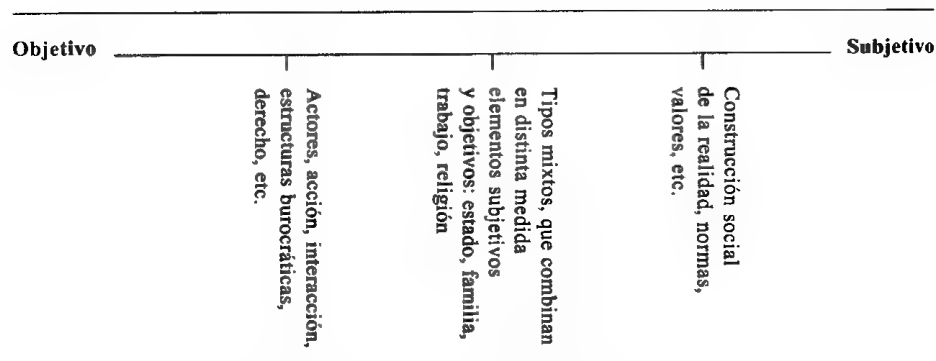 Objetivo
Subjetivo
Actores, acción, interacción,
estructuras burocráticas,
derecho, etc.
Tipos mixtos, que combinan
en distinta medida
elementos subjetivos
y objetivos: estado, familia,
trabajo, religión
Construcción social
de la realidad, normas,
valores, etc.